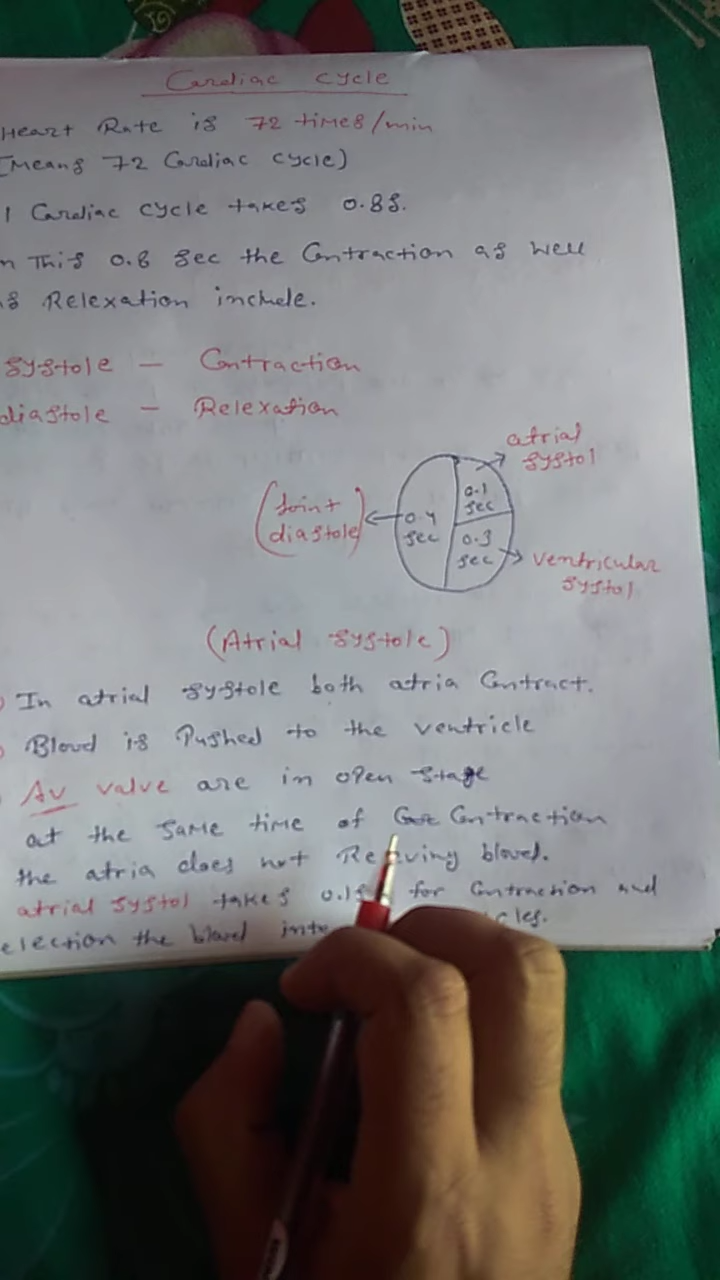 Cardiac cycle
Heart Rate is 72 times/min
[Means 72 Cardiac cycle)
1 Cardiac cycle takes 0.8s.
n This 0.8 sec the Contraction as well
as Relexation include.
systole — Contraction
diastole — Relexation
atrial systol
(Joint diastole)
0.4 sec
0.1 sec
0.3 sec
ventricular systol
(Atrial systole)
In atrial systole both atria Contract.
Blood is Pushed to the ventricle
AV valve are in open stage
at the same time of Contraction
the atria does not blood.
atrial systol takes 0.1s for Contraction and
election the blood